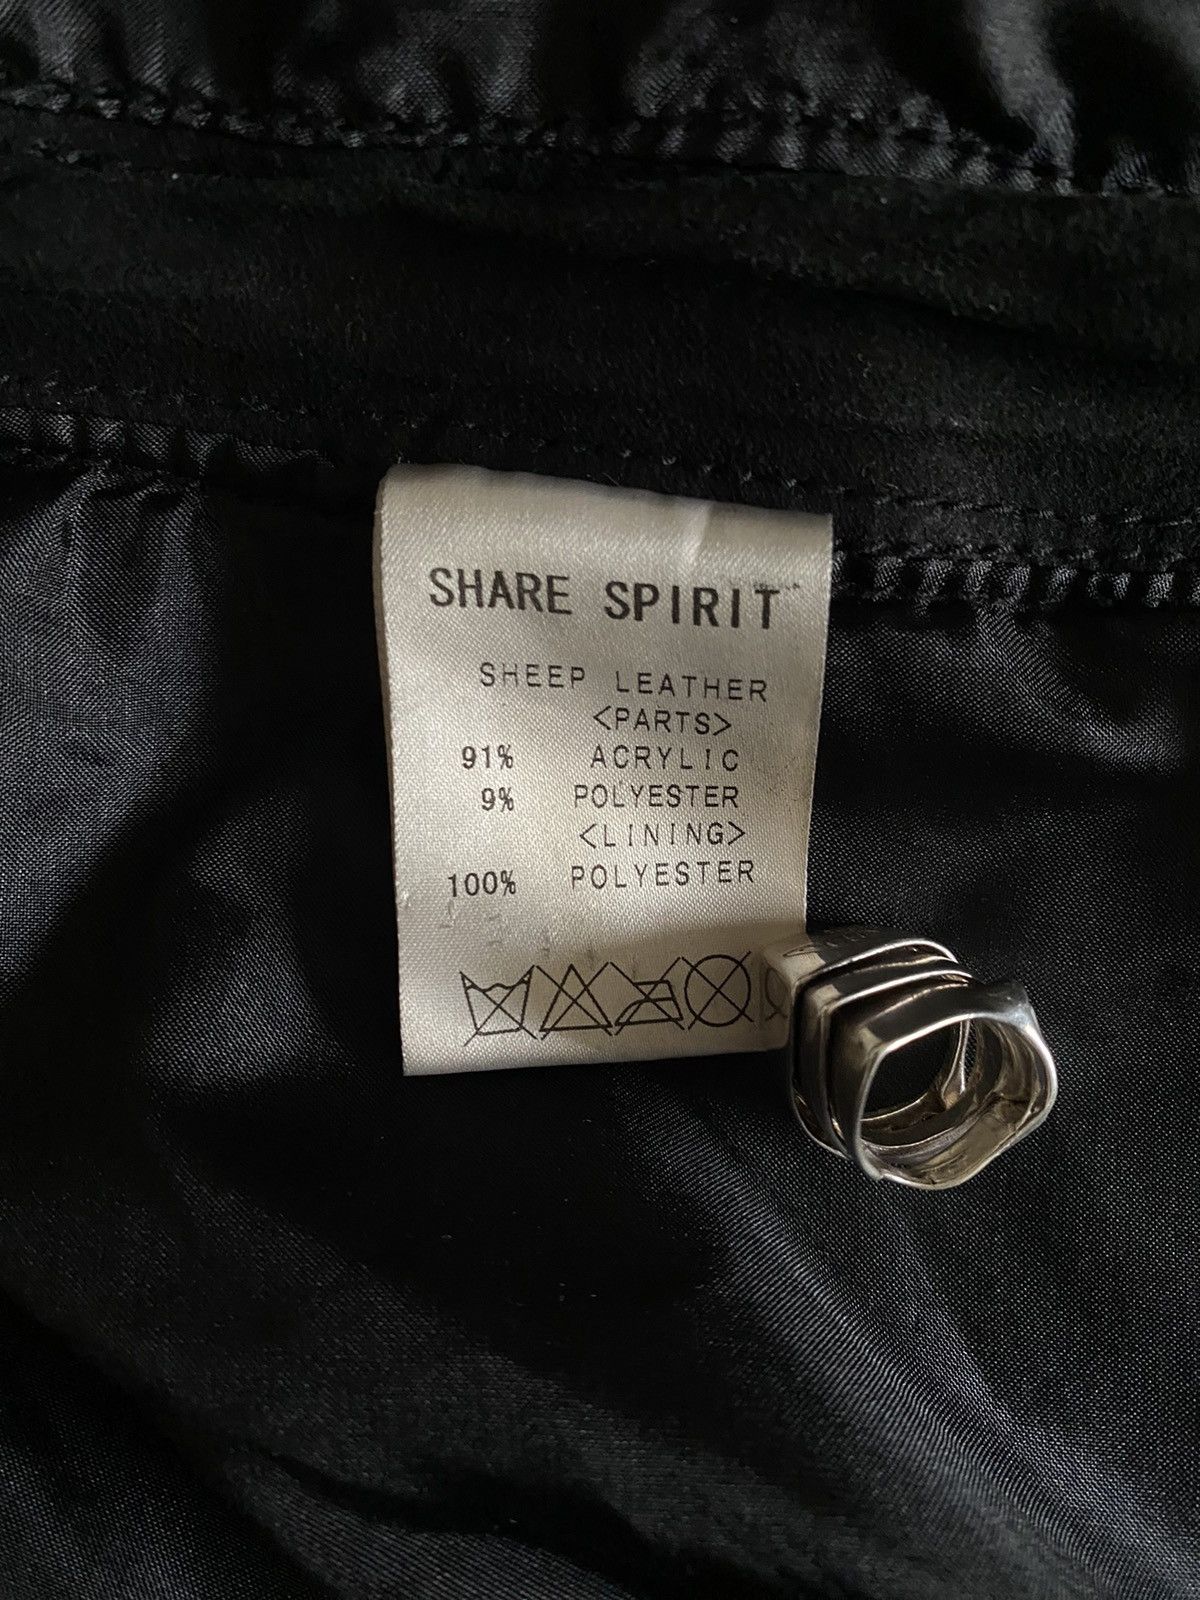 SHARE SPIRIT
SHEEP LEATHER
<PARTS>
91% ACRYLIC
9% POLYESTER
<LINING>
100% POLYESTER